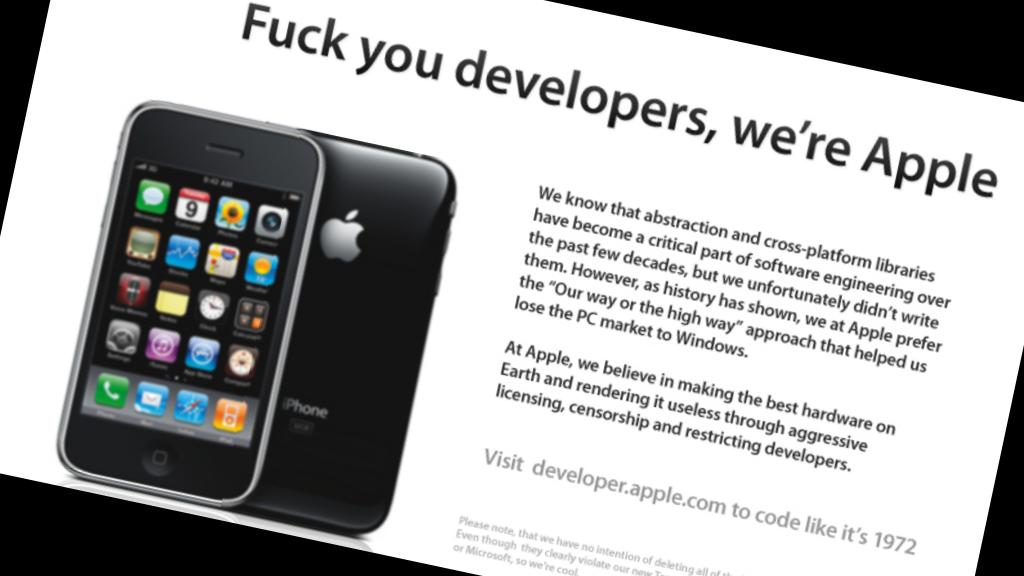 Fuck you developers, we're Apple
We know that abstraction and cross-platform libraries
have become a critical part of software engineering over
the past few decades, but we unfortunately didn't write
them. However, as history has shown, we at Apple prefer
the "Our way or the high way" approach that helped us
lose the PC market to Windows.
At Apple, we believe in making the best hardware on
Earth and rendering it useless through aggressive
licensing, censorship and restricting developers.
Visit developer.apple.com to code like it's 1972
Please note, that we have no intention of deleting all of
Even though they clearly violate our new
or Microsoft, so we're cool.
9:42 AM
9
iPhone